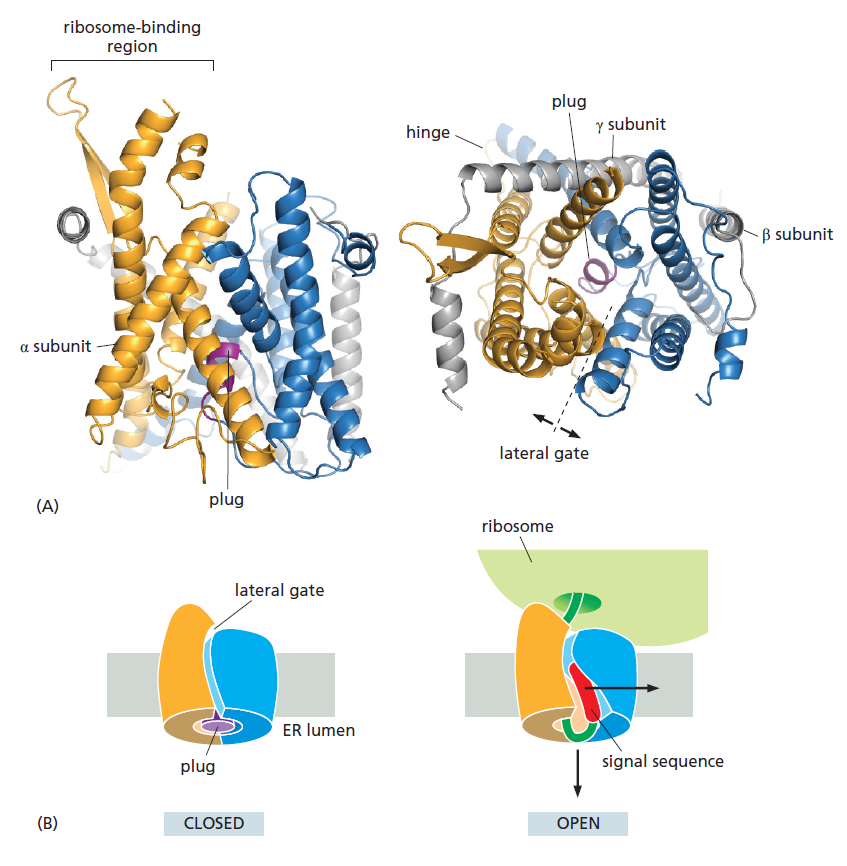 ribosome-binding
region
plug
γ subunit
hinge
β subunit
α subunit
lateral gate
plug
(A)
ribosome
lateral gate
ER lumen
plug
signal sequence
(B)
CLOSED
OPEN